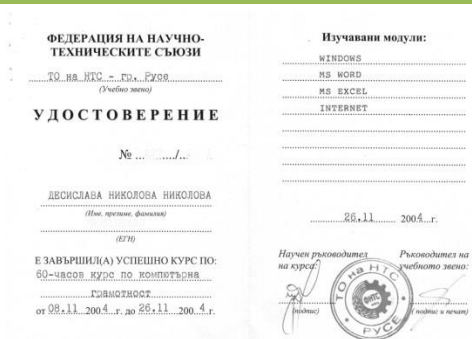 ФЕДЕРАЦИЯ НА НАУЧНО-
ТЕХНИЧЕСКИТЕ СЪЮЗИ
ТО на НТС - гр. Русе
(Учебно звено)
УДОСТОВЕРЕНИЕ
№ ....../..
ДЕСИСЛАВА НИКОЛОВА НИКОЛОВА
(Име, презиме, фамилия)
(ЕГН)
Е ЗАВЪРШИЛ(А) УСПЕШНО КУРС ПО:
60-часов курс по компютърна
грамотност
от 08.11 2004 .г. до 26.11 200.4 г.
Изучавани модули:
WINDOWS
MS WORD
MS EXCEL
INTERNET
26.11 2004 г.
Научен ръководител
на курса:
(подпис)
Ръководител на
учебното звено:
(подпис и печат)
ТО на НТС
ФНТС
РУСЕ